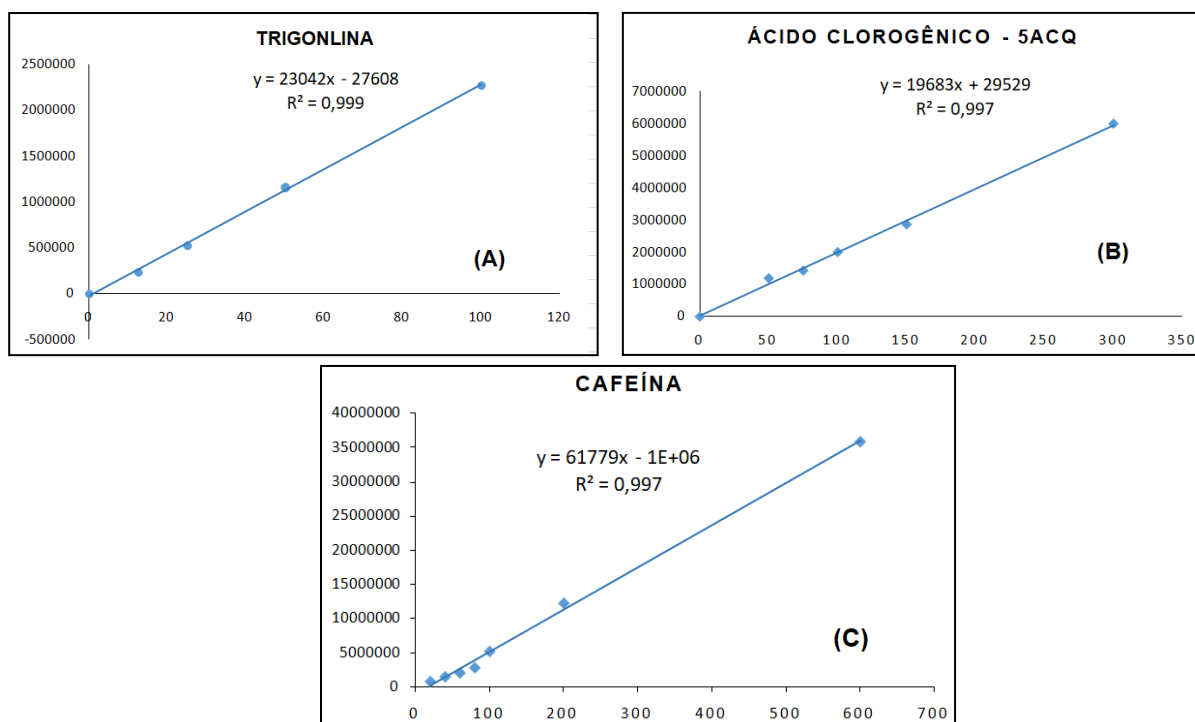 TRIGONLINA
y = 23042x - 27608
R² = 0,999
2500000
2000000
1500000
1000000
500000
0
-500000
0 20 40 60 80 100 120
(A)
ÁCIDO CLOROGÊNICO - 5ACQ
y = 19683x + 29529
R² = 0,997
7000000
6000000
5000000
4000000
3000000
2000000
1000000
0
0 50 100 150 200 250 300 350
(B)
CAFEÍNA
y = 61779x - 1E+06
R² = 0,997
40000000
35000000
30000000
25000000
20000000
15000000
10000000
5000000
0
0 100 200 300 400 500 600 700
(C)